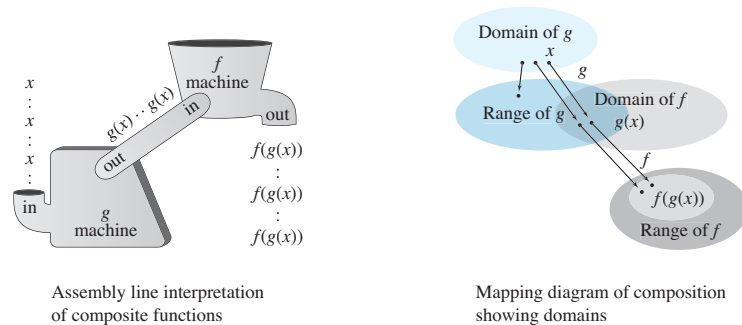 x
:
x
:
x
:
in
g
machine
out
g(x) · · g(x)
in
f
machine
out
f(g(x))
:
f(g(x))
:
f(g(x))
Assembly line interpretation
of composite functions
Domain of g
x
g
Range of g
Domain of f
g(x)
f
f(g(x))
Range of f
Mapping diagram of composition
showing domains